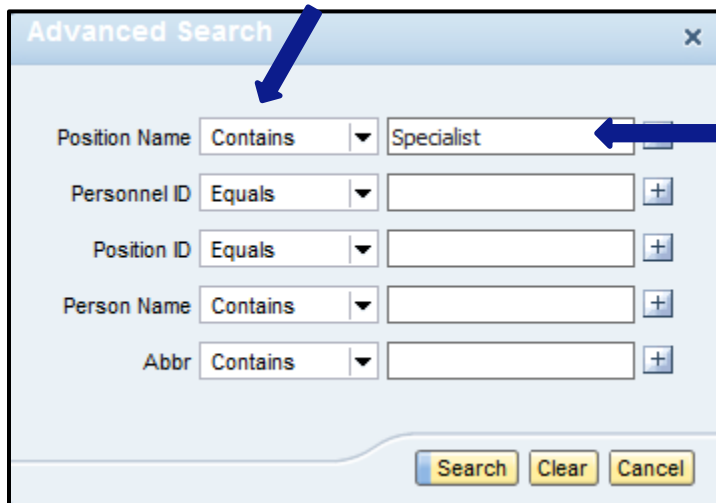 Advanced Search
Position Name Contains Specialist
Personnel ID Equals
Position ID Equals
Person Name Contains
Abbr Contains
Search Clear Cancel